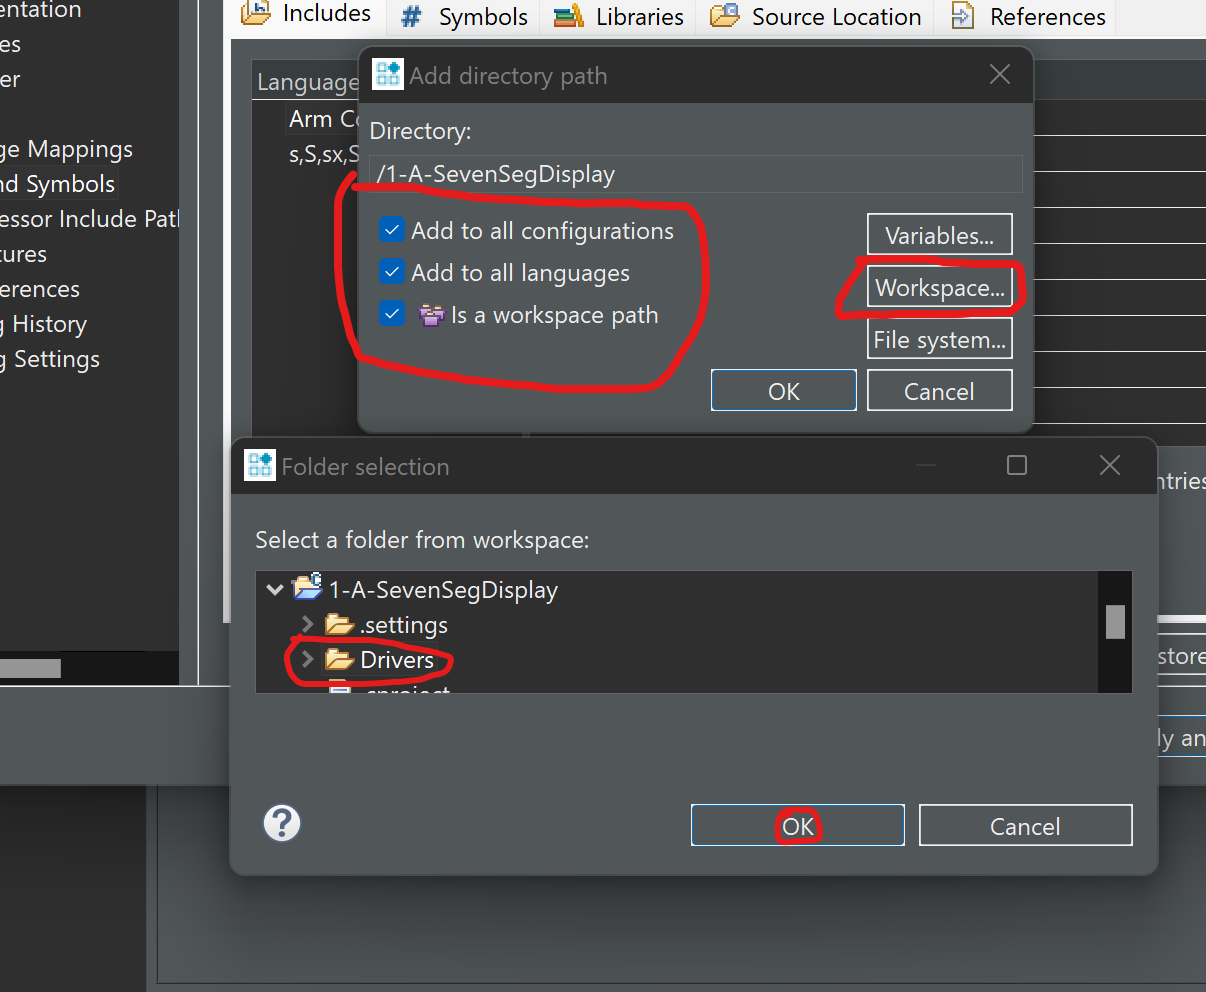 entation
es
er
ge Mappings
nd Symbols
essor Include Pat
tures
erences
g History
g Settings
Includes
# Symbols
Libraries
Source Location
References
Language
Arm Co
s,S,sx,S
Add directory path
Directory:
/1-A-SevenSegDisplay
Add to all configurations
Add to all languages
Is a workspace path
Variables...
Workspace...
File system...
OK
Cancel
ntries
Folder selection
Select a folder from workspace:
1-A-SevenSegDisplay
.settings
Drivers
.cproject
store
ly an
?
OK
Cancel